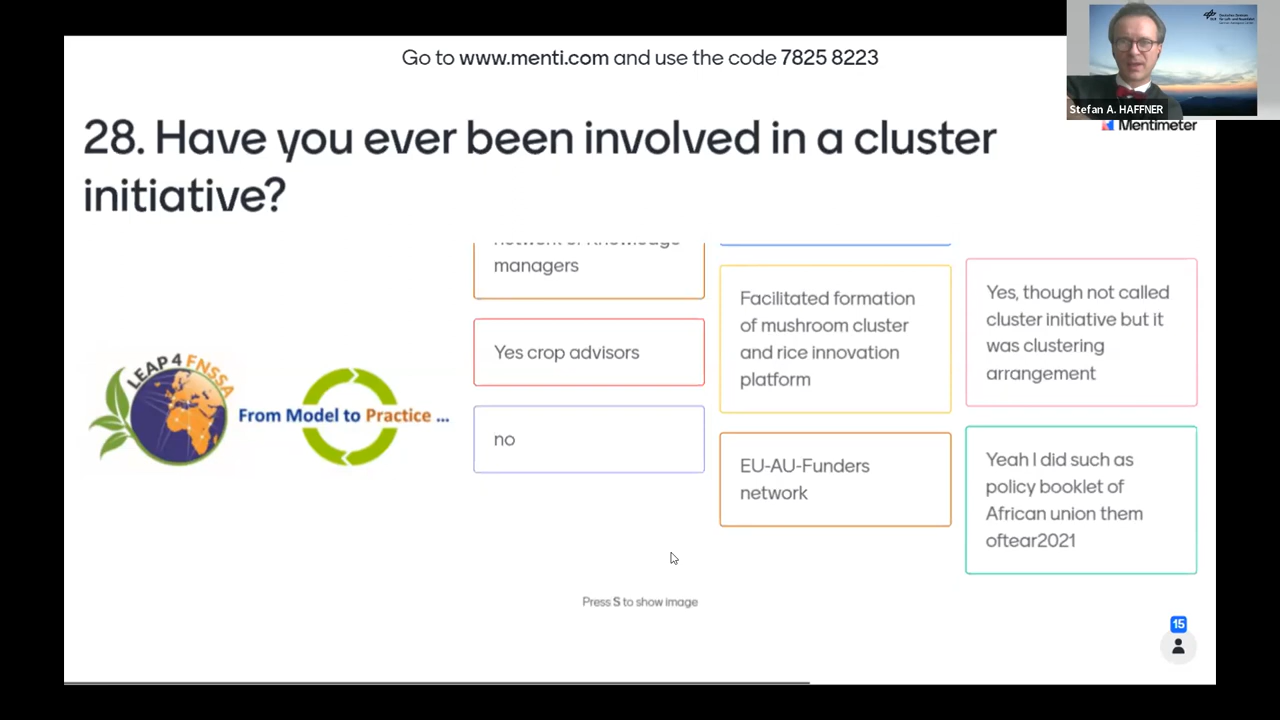 Go to www.menti.com and use the code 7825 8223
Stefan A. HAFFNER
Mentimeter
28. Have you ever been involved in a cluster
initiative?
LEAP 4 FNSSA
From Model to Practice ...
network of Knowledge
managers
Yes crop advisors
no
Facilitated formation
of mushroom cluster
and rice innovation
platform
EU-AU-Funders
network
Yes, though not called
cluster initiative but it
was clustering
arrangement
Yeah I did such as
policy booklet of
African union them
oftear2021
Press S to show image
15